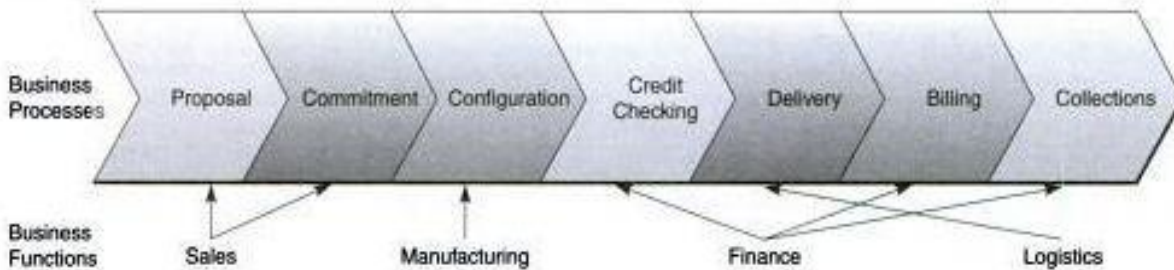 Business
Processes
Proposal
Commitment
Configuration
Credit
Checking
Delivery
Billing
Collections
Business
Functions
Sales
Manufacturing
Finance
Logistics